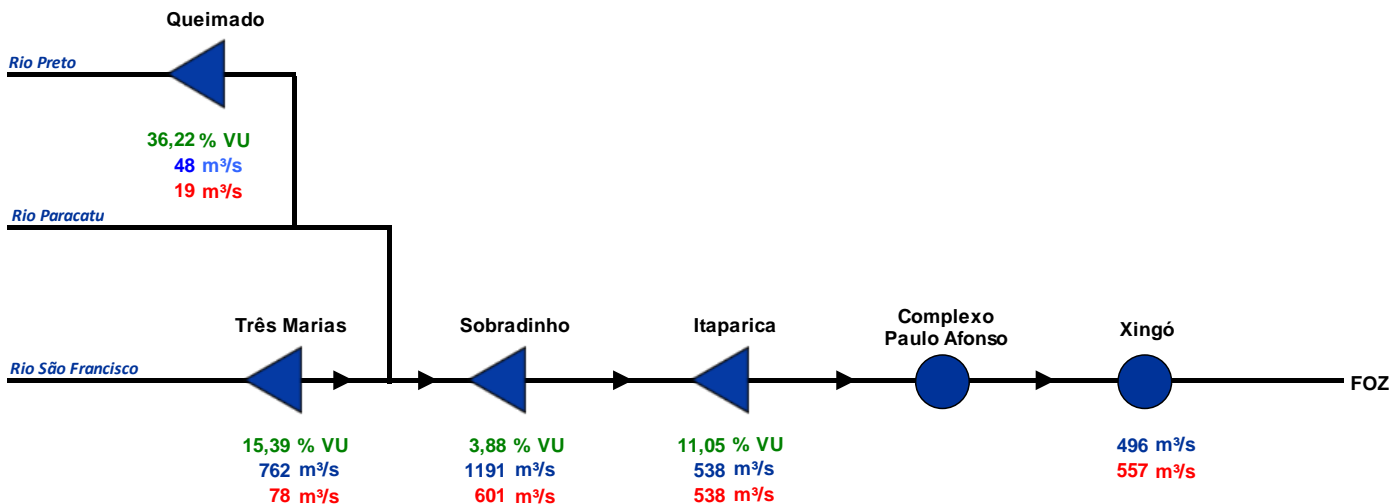 Queimado
Rio Preto
36,22 % VU
48 m³/s
19 m³/s
Rio Paracatu
Três Marias
Sobradinho
Itaparica
Complexo
Paulo Afonso
Xingó
Rio São Francisco
FOZ
15,39 % VU
762 m³/s
78 m³/s
3,88 % VU
1191 m³/s
601 m³/s
11,05 % VU
538 m³/s
538 m³/s
496 m³/s
557 m³/s